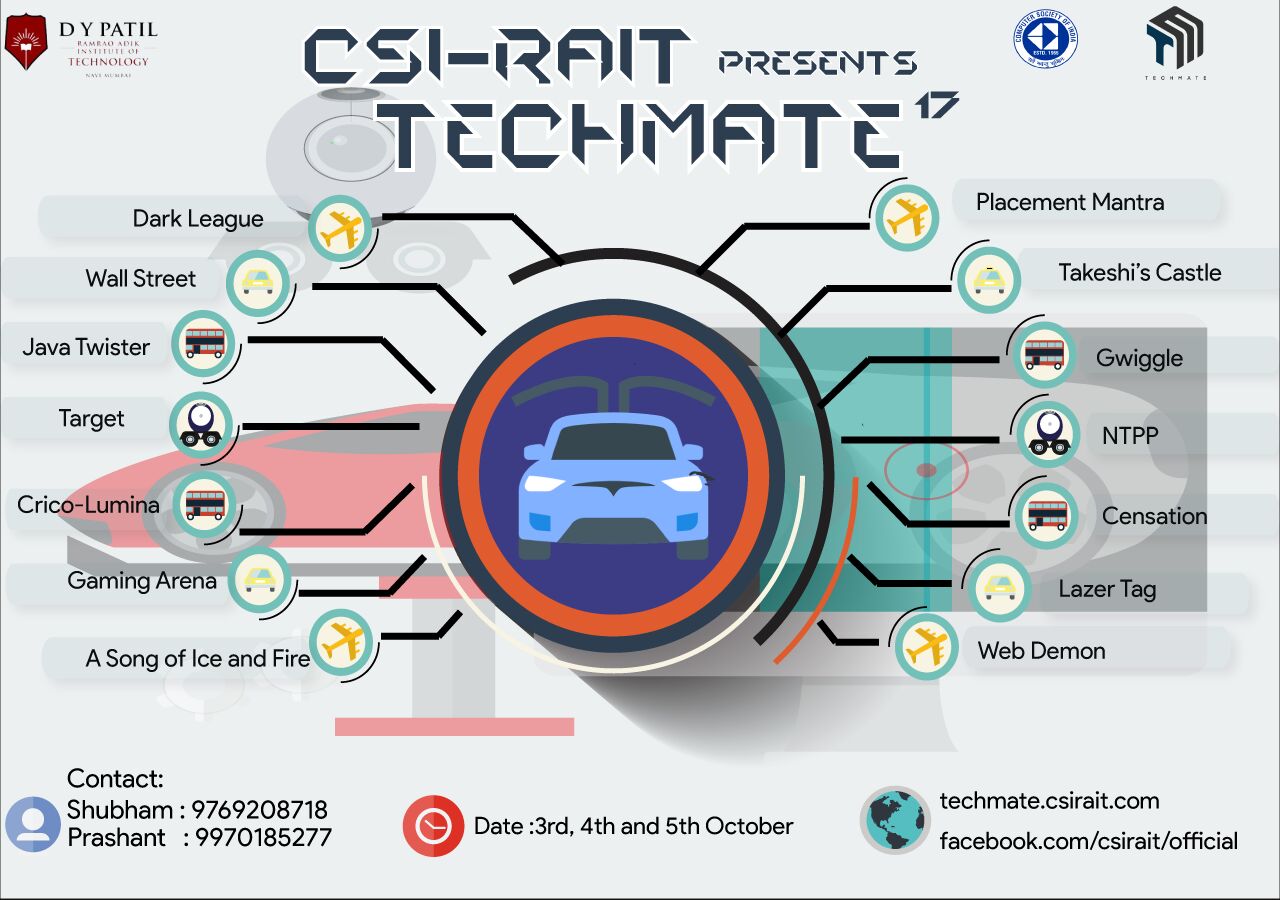 D Y PATIL
RAMRAO ADIK
INSTITUTE OF
TECHNOLOGY
NAVI MUMBAI
CSI-RAIT PRESENTS
TECHMATE 17
COMPUTER SOCIETY OF INDIA
ESTD. 1965
TECHMATE
Dark League
Wall Street
Java Twister
Target
Crico-Lumina
Gaming Arena
A Song of Ice and Fire
Placement Mantra
Takeshi's Castle
Gwiggle
NTPP
Censation
Lazer Tag
Web Demon
Contact:
Shubham : 9769208718
Prashant : 9970185277
Date :3rd, 4th and 5th October
techmate.csirait.com
facebook.com/csirait/official